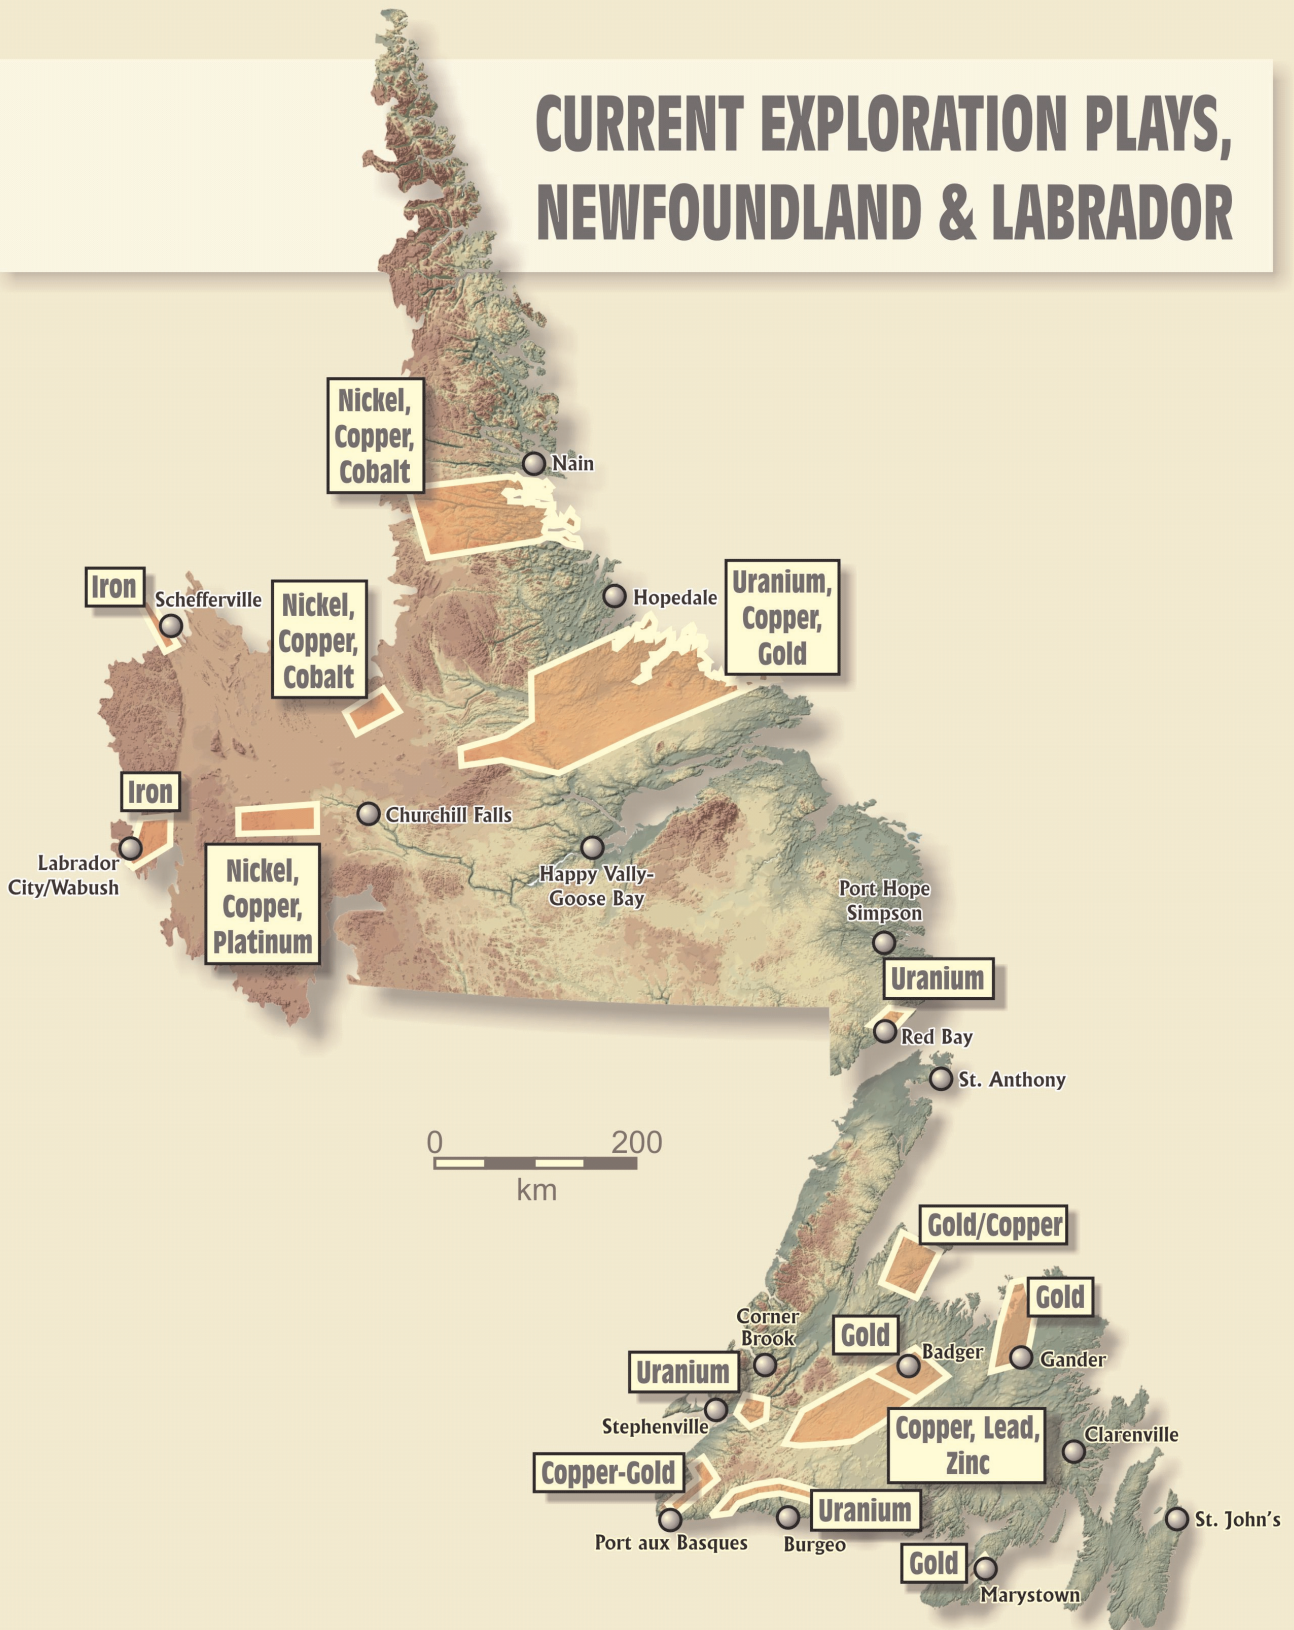 CURRENT EXPLORATION PLAYS,
NEWFOUNDLAND & LABRADOR
Nickel,
Copper,
Cobalt
Nain
Iron
Schefferville
Nickel,
Copper,
Cobalt
Hopedale
Uranium,
Copper,
Gold
Iron
Labrador
City/Wabush
Churchill Falls
Nickel,
Copper,
Platinum
Happy Vally-
Goose Bay
Port Hope
Simpson
Uranium
Red Bay
St. Anthony
0 200
km
Gold/Copper
Gold
Gander
Corner
Brook
Gold
Badger
Uranium
Stephenville
Copper, Lead,
Zinc
Clarenville
Copper-Gold
Port aux Basques
Uranium
Burgeo
St. John's
Gold
Marystown